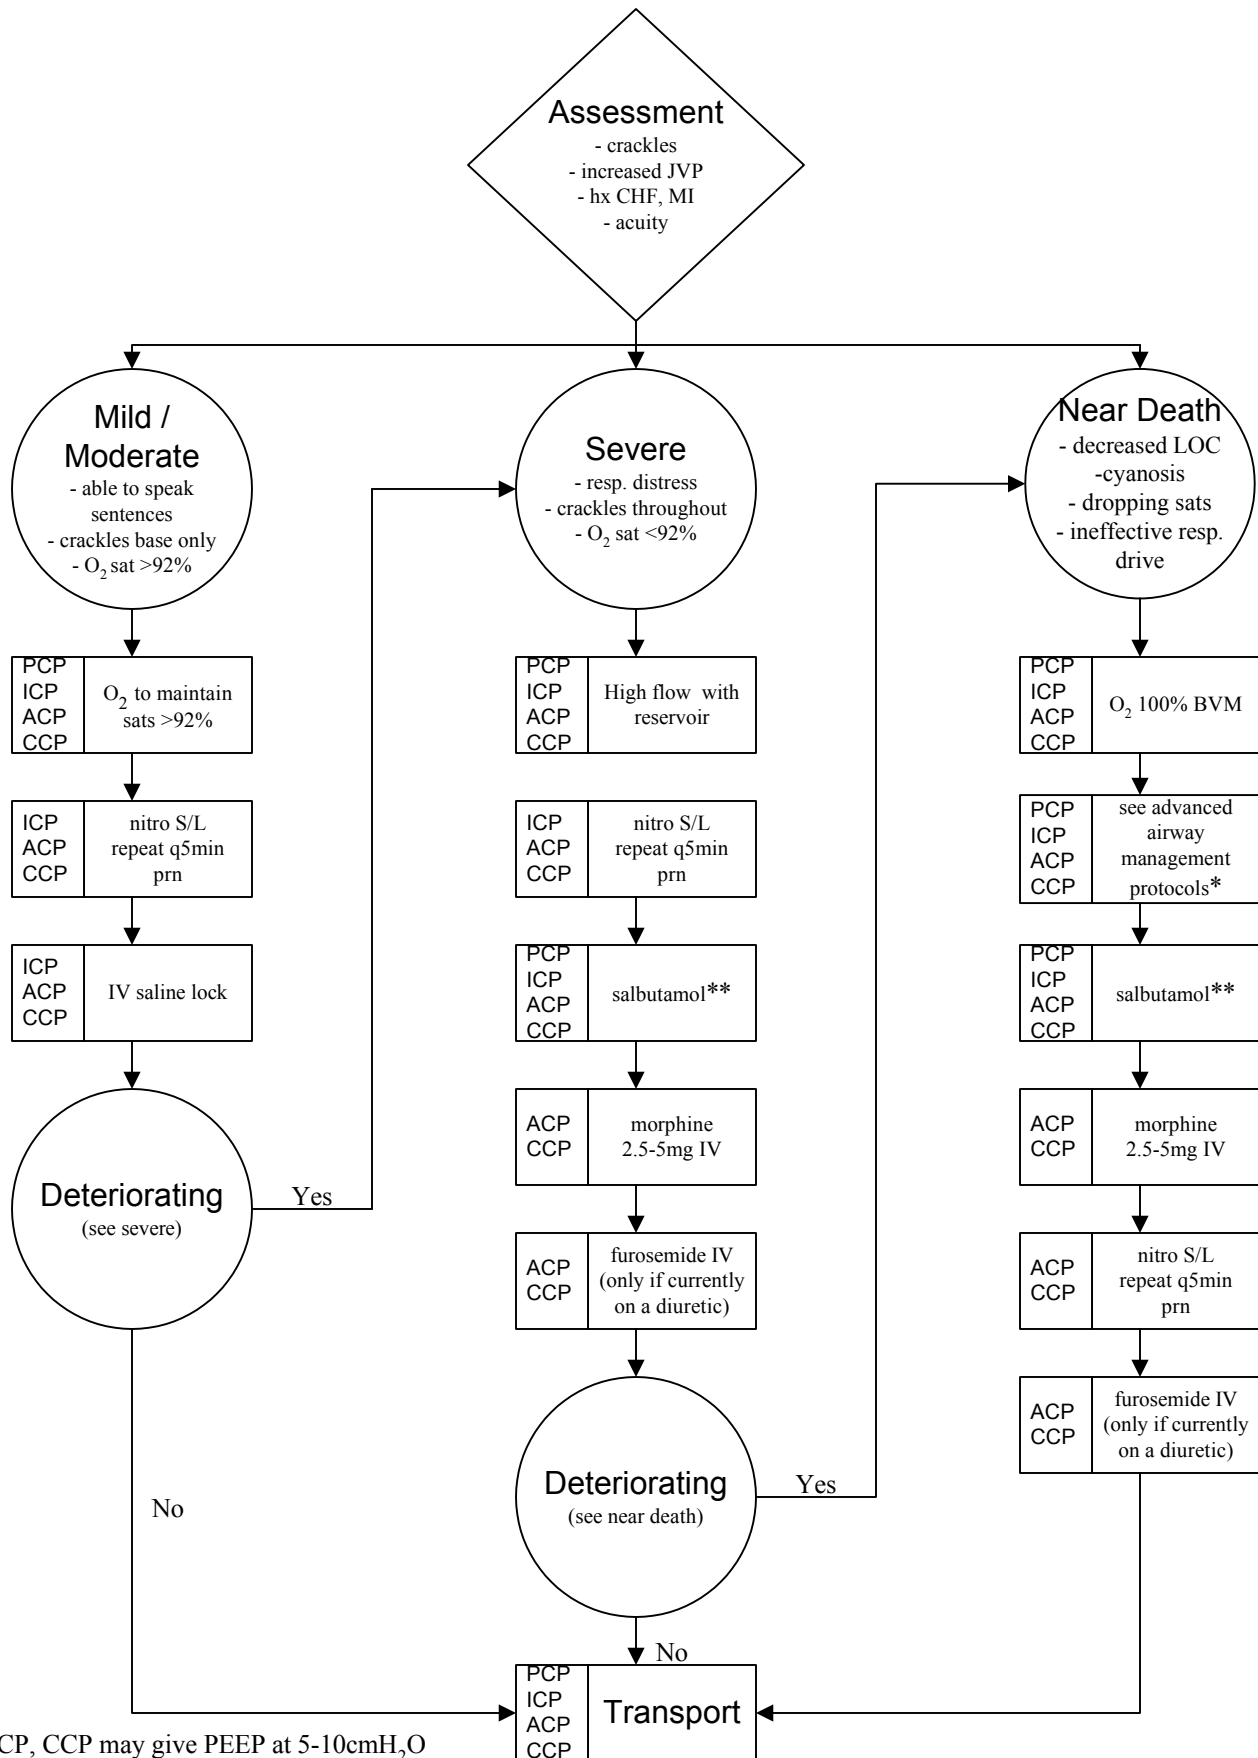 Assessment
- crackles
- increased JVP
- hx CHF, MI
- acuity
Mild /
Moderate
- able to speak
sentences
- crackles base only
- O2 sat >92%
PCP
ICP
ACP
CCP
O2 to maintain
sats >92%
ICP
ACP
CCP
nitro S/L
repeat q5min
prn
ICP
ACP
CCP
IV saline lock
Deteriorating
(see severe)
Yes
No
Severe
- resp. distress
- crackles throughout
- O2 sat <92%
PCP
ICP
ACP
CCP
High flow with
reservoir
ICP
ACP
CCP
nitro S/L
repeat q5min
prn
PCP
ICP
ACP
CCP
salbutamol**
ACP
CCP
morphine
2.5-5mg IV
ACP
CCP
furosemide IV
(only if currently
on a diuretic)
Deteriorating
(see near death)
Yes
No
Near Death
- decreased LOC
-cyanosis
- dropping sats
- ineffective resp.
drive
PCP
ICP
ACP
CCP
O2 100% BVM
PCP
ICP
ACP
CCP
see advanced
airway
management
protocols*
PCP
ICP
ACP
CCP
salbutamol**
ACP
CCP
morphine
2.5-5mg IV
ACP
CCP
nitro S/L
repeat q5min
prn
ACP
CCP
furosemide IV
(only if currently
on a diuretic)
PCP
ICP
ACP
CCP
Transport
CP, CCP may give PEEP at 5-10cmH2O